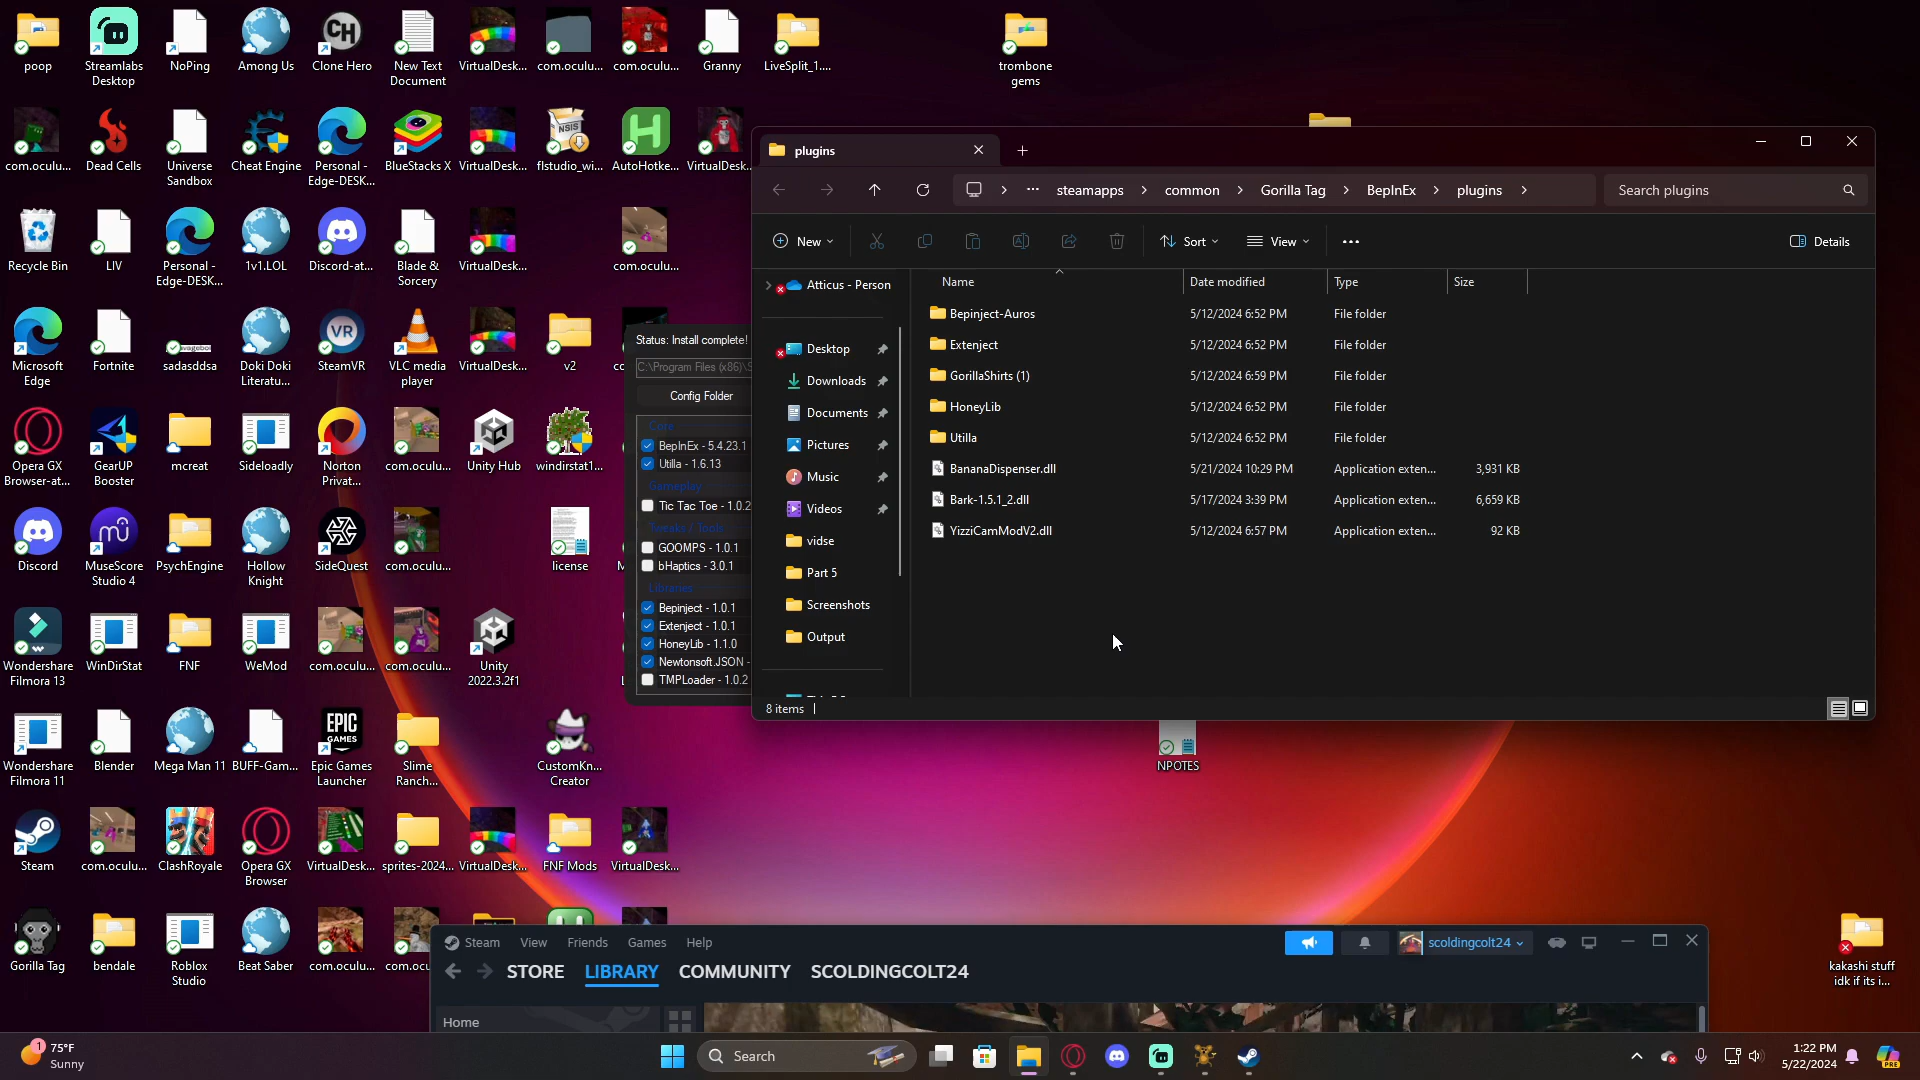 poop
Streamlabs
Desktop
NoPing
Among Us
Clone Hero
New Text
Document
VirtualDesk...
com.oculu...
com.oculu...
Granny
LiveSplit_1....
trombone
gems
com.oculu...
Dead Cells
Universe
Sandbox
Cheat Engine
Personal -
Edge-DESK...
BlueStacks X
VirtualDesk...
flstudio_wi...
AutoHotke...
VirtualDesk...
Recycle Bin
LIV
Personal -
Edge-DESK...
1v1.LOL
Discord-at...
Blade &
Sorcery
VirtualDesk...
com.oculu...
Microsoft
Edge
Fortnite
sadasddsa
Doki Doki
Literatu...
SteamVR
VLC media
player
VirtualDesk...
v2
Opera GX
Browser-at...
GearUP
Booster
mcreat
Sideloadly
Norton
Privat...
com.oculu...
Unity Hub
windirstat1...
Discord
MuseScore
Studio 4
PsychEngine
Hollow
Knight
SideQuest
com.oculu...
license
Wondershare
Filmora 13
WinDirStat
FNF
WeMod
com.oculu...
com.oculu...
Unity
2022.3.2f1
Wondershare
Filmora 11
Blender
Mega Man 11
BUFF-Gam...
Epic Games
Launcher
Slime
Ranch...
CustomKn...
Creator
NPOTES
Steam
com.oculu...
ClashRoyale
Opera GX
Browser
VirtualDesk...
sprites-2024...
VirtualDesk...
FNF Mods
VirtualDesk...
Gorilla Tag
bendale
Roblox
Studio
Beat Saber
com.oculu...
com.ocu
kakashi stuff
idk if its i...
Status: Install complete!
C:\Program Files (x86)\S
Config Folder
Core
BepInEx - 5.4.23.1
Utilla - 1.6.13
Gameplay
Tic Tac Toe - 1.0.2
Tweaks / Tools
GOOMPS - 1.0.1
bHaptics - 3.0.1
Libraries
Bepinject - 1.0.1
Extenject - 1.0.1
HoneyLib - 1.1.0
Newtonsoft.JSON -
TMPLoader - 1.0.2
plugins
steamapps
common
Gorilla Tag
BepInEx
plugins
Search plugins
New
Sort
View
Details
Atticus - Person
Desktop
Downloads
Documents
Pictures
Music
Videos
vidse
Part 5
Screenshots
Output
Name Date modified Type Size
Bepinject-Auros 5/12/2024 6:52 PM File folder
Extenject 5/12/2024 6:52 PM File folder
GorillaShirts (1) 5/12/2024 6:59 PM File folder
HoneyLib 5/12/2024 6:52 PM File folder
Utilla 5/12/2024 6:52 PM File folder
BananaDispenser.dll 5/21/2024 10:29 PM Application exten... 3,931 KB
Bark-1.5.1_2.dll 5/17/2024 3:39 PM Application exten... 6,659 KB
YizziCamModV2.dll 5/12/2024 6:57 PM Application exten... 92 KB
8 items
Steam View Friends Games Help
scoldingcolt24
STORE LIBRARY COMMUNITY SCOLDINGCOLT24
Home
1
75°F
Sunny
Search
1:22 PM
5/22/2024
PRE